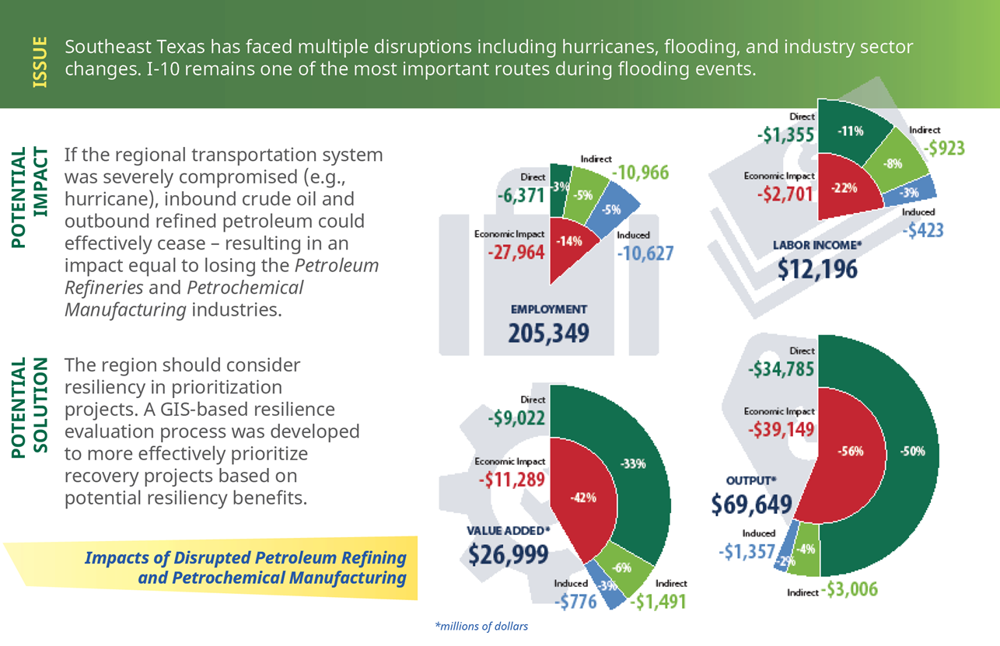 ISSUE
Southeast Texas has faced multiple disruptions including hurricanes, flooding, and industry sector
changes. I-10 remains one of the most important routes during flooding events.
POTENTIAL
IMPACT
If the regional transportation system
was severely compromised (e.g.,
hurricane), inbound crude oil and
outbound refined petroleum could
effectively cease – resulting in an
impact equal to losing the Petroleum
Refineries and Petrochemical
Manufacturing industries.
POTENTIAL
SOLUTION
The region should consider
resiliency in prioritization
projects. A GIS-based resilience
evaluation process was developed
to more effectively prioritize
recovery projects based on
potential resiliency benefits.
Impacts of Disrupted Petroleum Refining
and Petrochemical Manufacturing
Direct
-6,371
-3%
Indirect
-10,966
-5%
-5%
Induced
-10,627
Economic Impact
-27,964
-14%
EMPLOYMENT
205,349
Direct
-$1,355
-11%
Indirect
-$923
-8%
Economic Impact
-$2,701
-22%
-3%
Induced
-$423
LABOR INCOME*
$12,196
Direct
-$9,022
-33%
Economic Impact
-$11,289
-42%
VALUE ADDED*
$26,999
-6%
Indirect
-$1,491
-3%
Induced
-$776
Direct
-$34,785
-50%
Economic Impact
-$39,149
-56%
OUTPUT*
$69,649
Induced
-$1,357
-2%
-4%
Indirect -$3,006
*millions of dollars